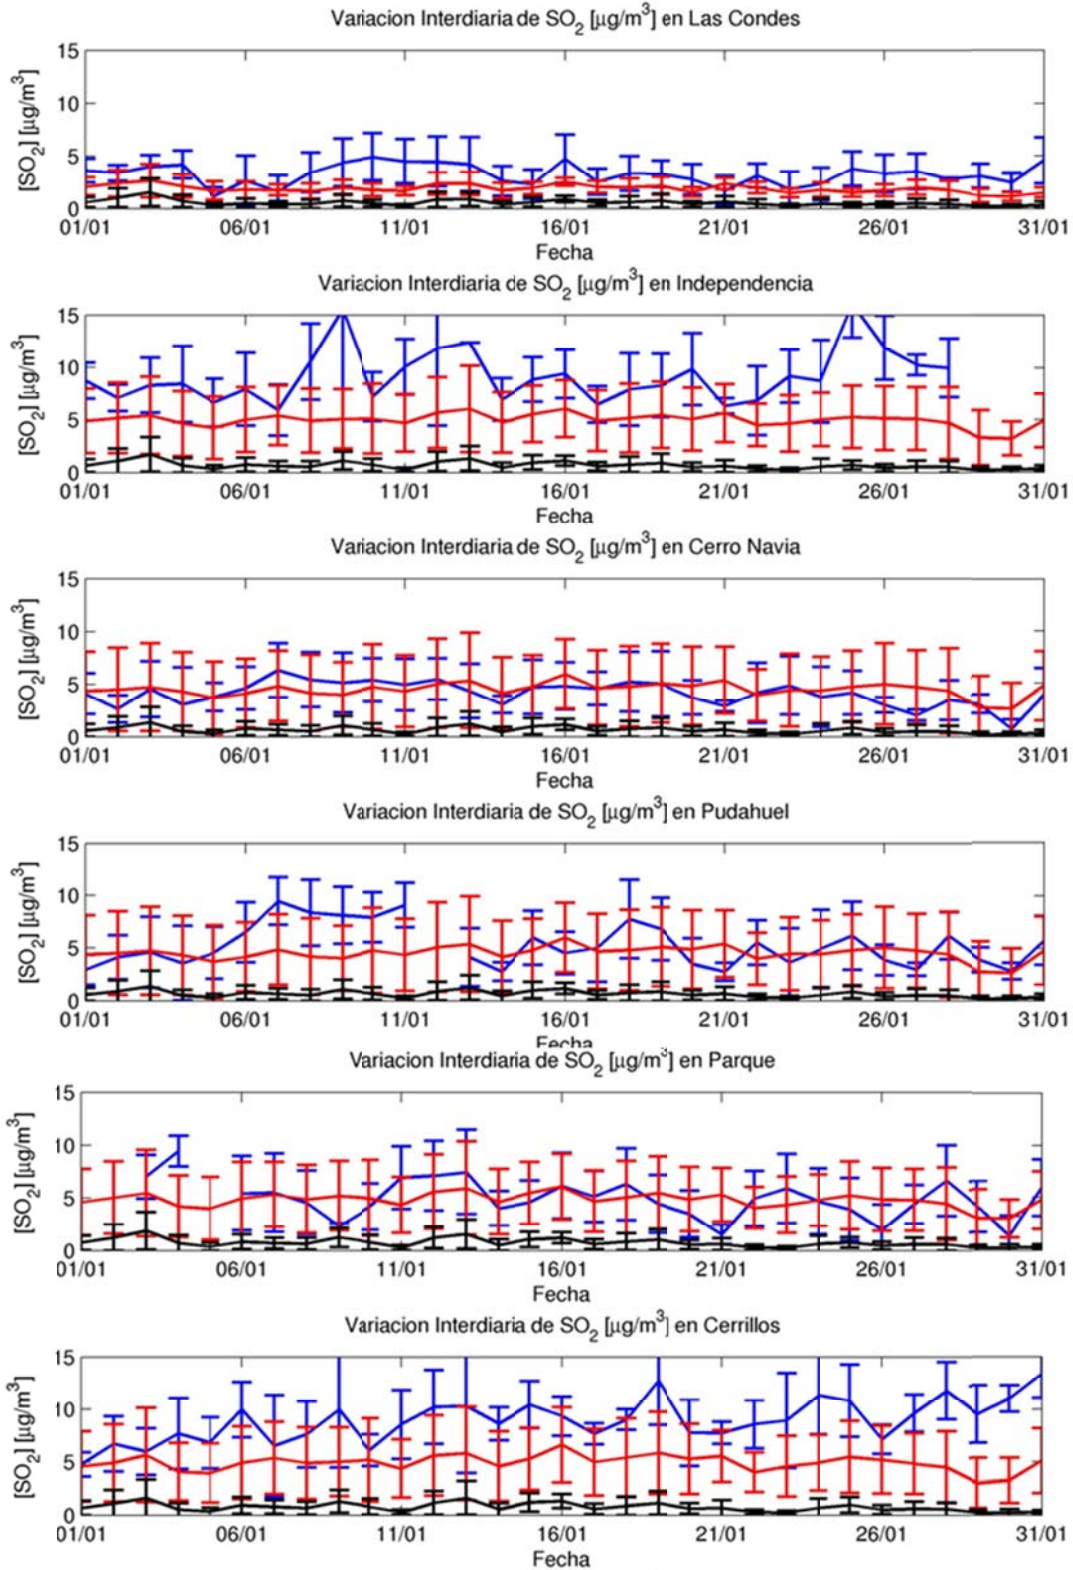 Variacion Interdiaria de SO2 [µg/m3] en Las Condes
[SO2] [µg/m3]
15
10
5
0
01/01 06/01 11/01 16/01 21/01 26/01 31/01
Fecha
Variacion Interdiaria de SO2 [µg/m3] en Independencia
[SO2] [µg/m3]
15
10
5
0
01/01 06/01 11/01 16/01 21/01 26/01 31/01
Fecha
Variacion Interdiaria de SO2 [µg/m3] en Cerro Navia
[SO2] [µg/m3]
15
10
5
0
01/01 06/01 11/01 16/01 21/01 26/01 31/01
Fecha
Variacion Interdiaria de SO2 [µg/m3] en Pudahuel
[SO2] [µg/m3]
15
10
5
0
01/01 06/01 11/01 16/01 21/01 26/01 31/01
Fecha
Variacion Interdiaria de SO2 [µg/m3] en Parque
[SO2] [µg/m3]
15
10
5
0
01/01 06/01 11/01 16/01 21/01 26/01 31/01
Fecha
Variacion Interdiaria de SO2 [µg/m3] en Cerrillos
[SO2] [µg/m3]
15
10
5
0
01/01 06/01 11/01 16/01 21/01 26/01 31/01
Fecha